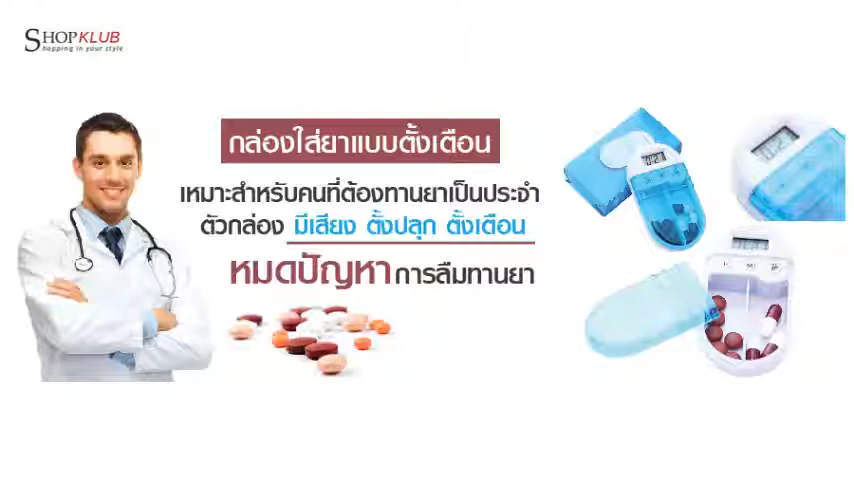 SHOPKLUB
Shopping in your style
กล่องใส่ยาแบบตั้งเตือน
เหมาะสำหรับคนที่ต้องทานยาเป็นประจำ
ตัวกล่อง มีเสียง ตั้งปลุก ตั้งเตือน
หมดปัญหาการลืมทานยา